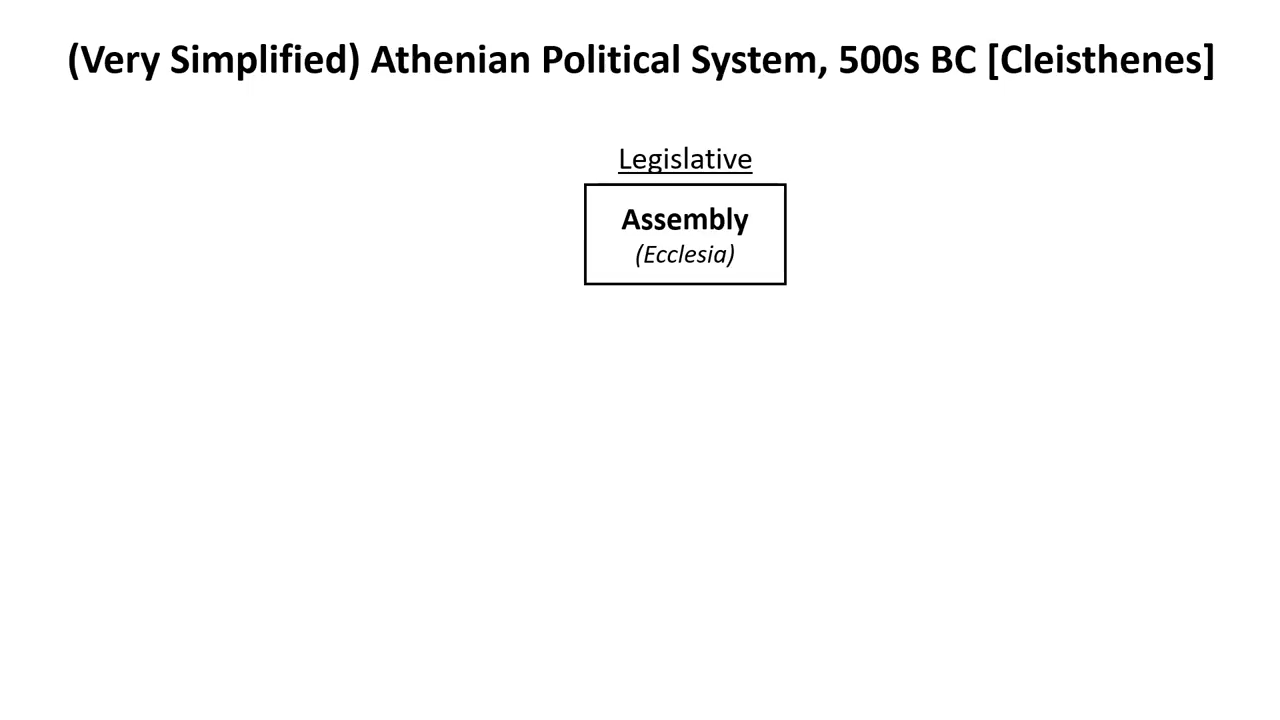 (Very Simplified) Athenian Political System, 500s BC [Cleisthenes]
Legislative
Assembly
(Ecclesia)